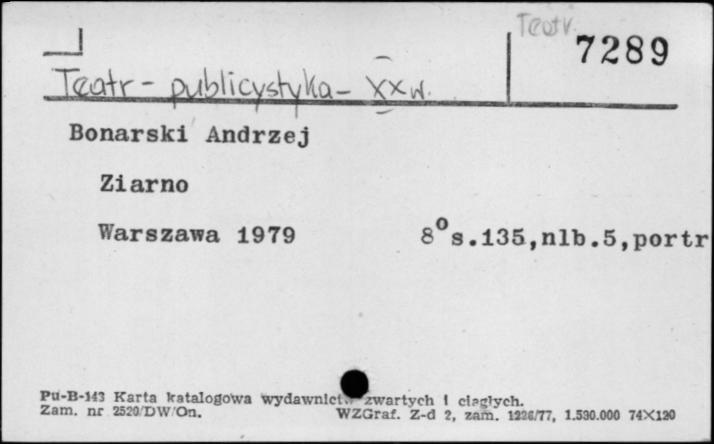 Teatr.
7289
Teatr - publicystyka - XX w.
Bonarski Andrzej
Ziarno
Warszawa 1979 8° s.135,nlb.5,portr
Pu-B-143 Karta katalogowa wydawnictw zwartych i ciągłych.
Zam. nr 2520/DW/On. WZGraf. Z-d 2, zam. 1226/77, 1.530.000 74X120